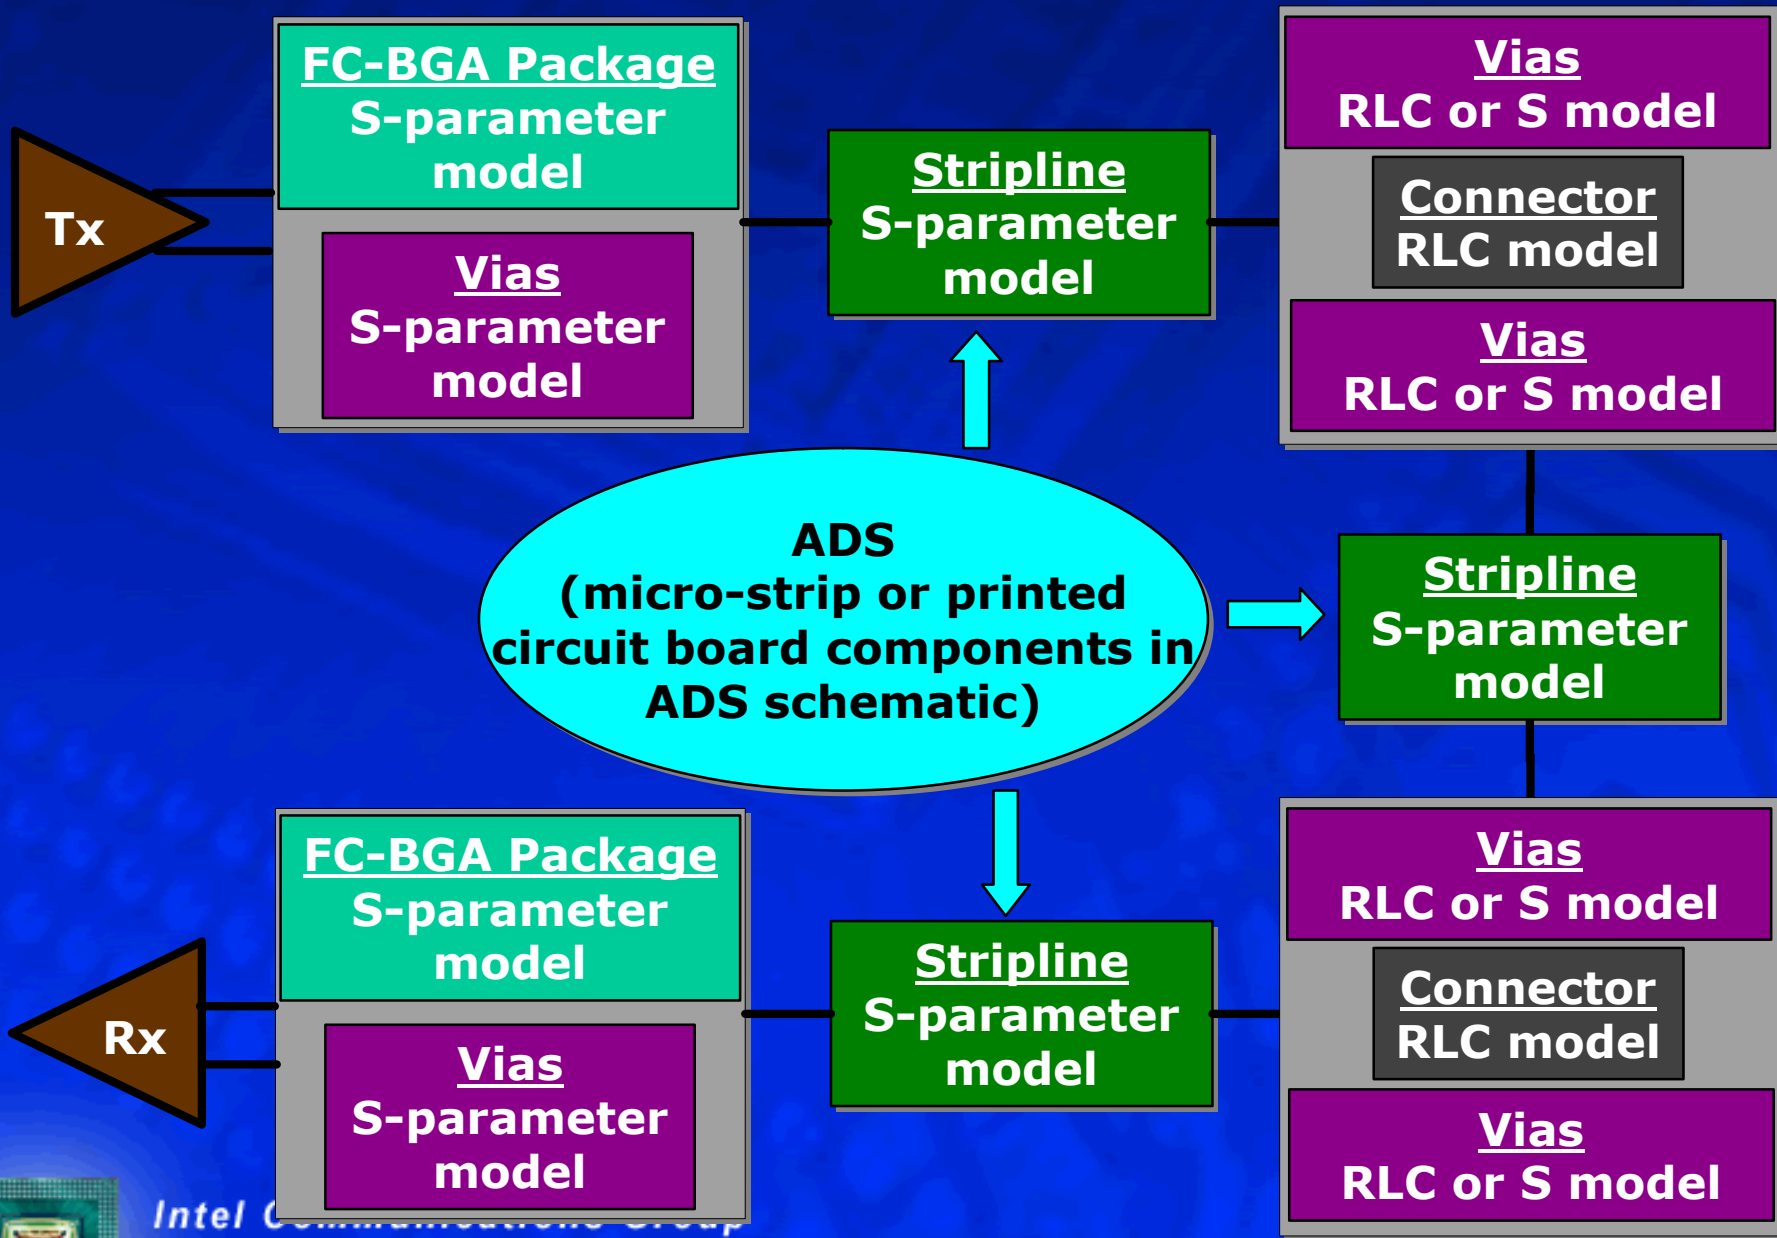 Tx
FC-BGA Package
S-parameter
model
Vias
S-parameter
model
Stripline
S-parameter
model
Vias
RLC or S model
Connector
RLC model
Vias
RLC or S model
ADS
(micro-strip or printed
circuit board components in
ADS schematic)
Stripline
S-parameter
model
Rx
FC-BGA Package
S-parameter
model
Vias
S-parameter
model
Stripline
S-parameter
model
Vias
RLC or S model
Connector
RLC model
Vias
RLC or S model
Intel Communications Group